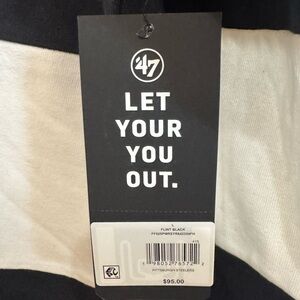 '47
LET
YOUR
YOU
OUT.
L
FLINT BLACK
PITTSBURGH STEELERS
$95.00